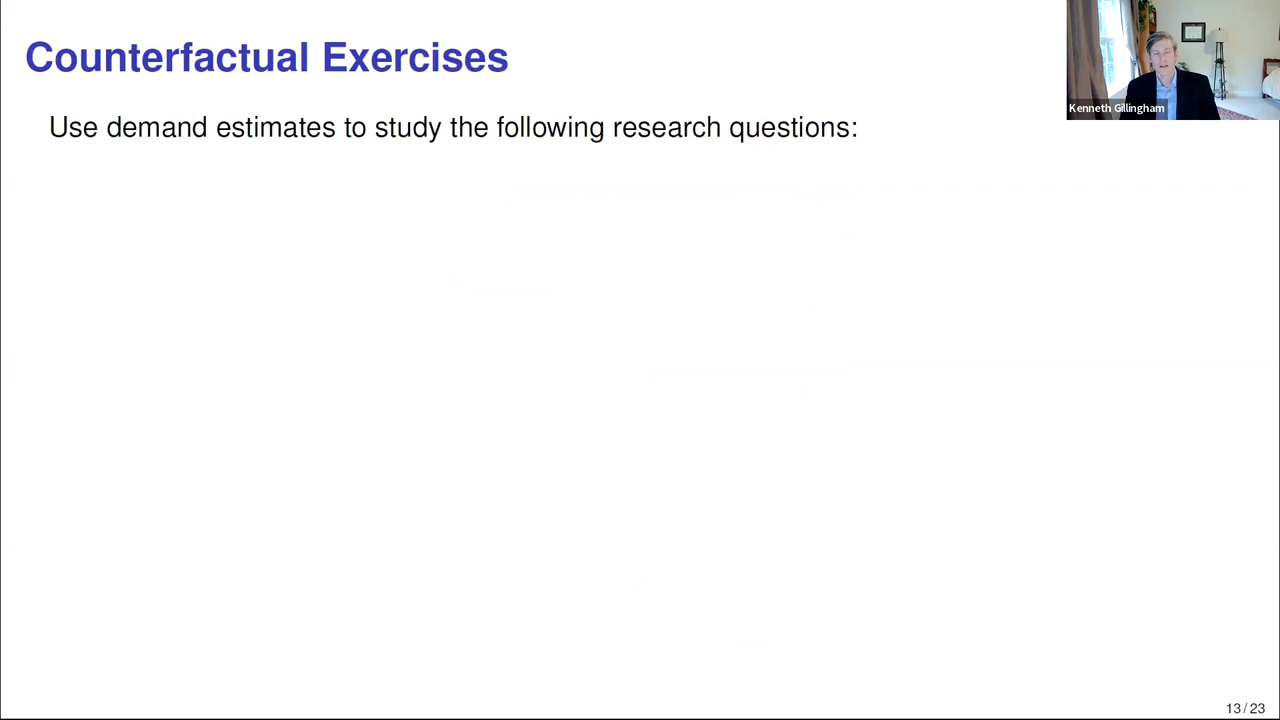 Counterfactual Exercises
Kenneth Gillingham
Use demand estimates to study the following research questions:
13 / 23